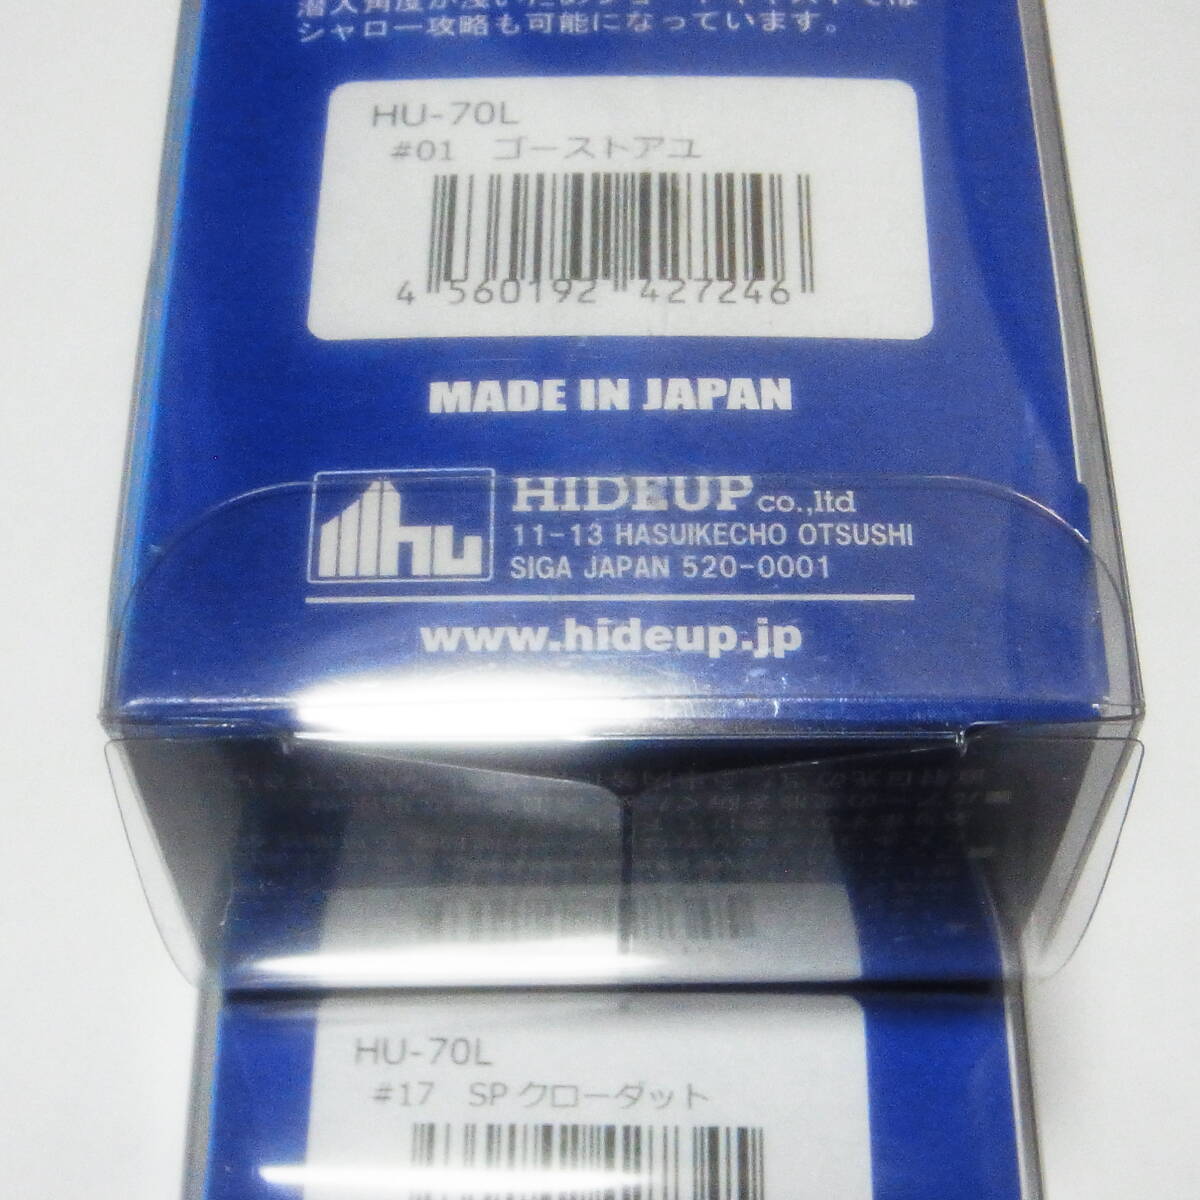 シャロー攻略も可能になっています。
HU-70L
#01 ゴーストアユ
4 560192 427246
MADE IN JAPAN
hu
HIDEUP co.,ltd
11-13 HASUIKECHO OTSUSHI
SIGA JAPAN 520-0001
www.hideup.jp
HU-70L
#17 SPクローダット